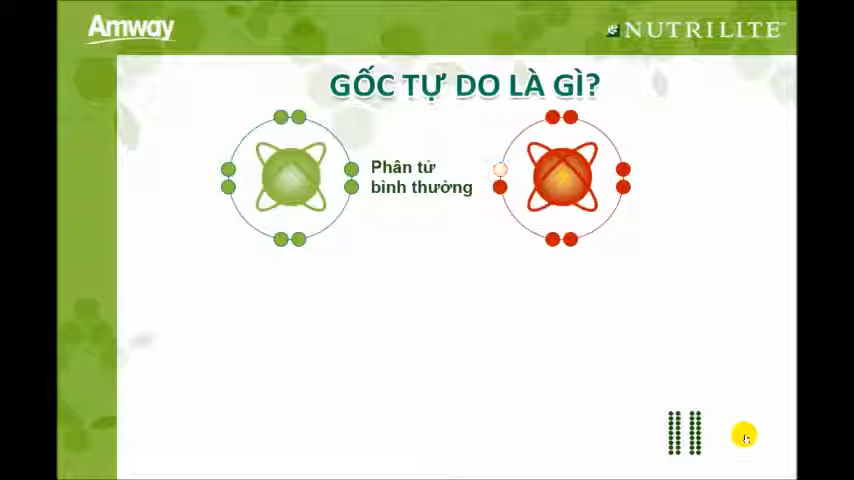 Amway
NUTRILITE
GỐC TỰ DO LÀ GÌ?
Phân tử
bình thường